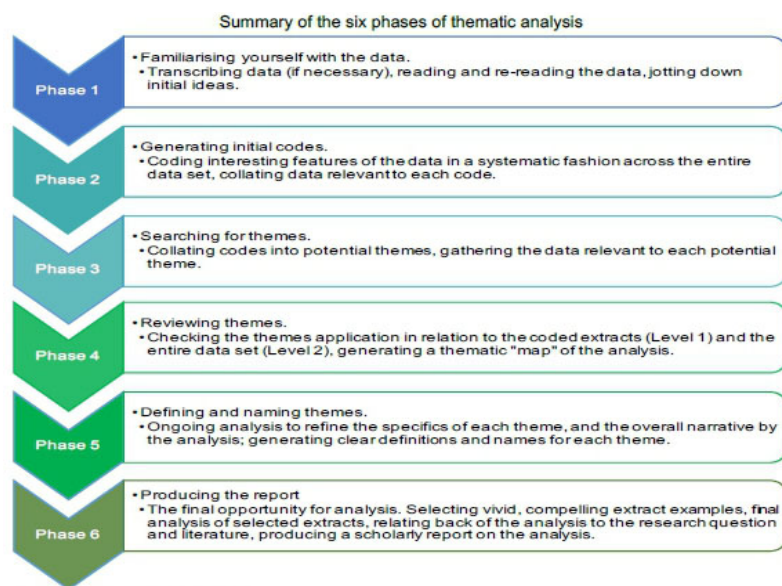 Summary of the six phases of thematic analysis
Phase 1
• Familiarising yourself with the data.
• Transcribing data (if necessary), reading and re-reading the data, jotting down
initial ideas.
Phase 2
• Generating initial codes.
• Coding interesting features of the data in a systematic fashion across the entire
data set, collating data relevant to each code.
Phase 3
• Searching for themes.
• Collating codes into potential themes, gathering the data relevant to each potential
theme.
Phase 4
• Reviewing themes.
• Checking the themes application in relation to the coded extracts (Level 1) and the
entire data set (Level 2), generating a thematic "map" of the analysis.
Phase 5
• Defining and naming themes.
• Ongoing analysis to refine the specifics of each theme, and the overall narrative by
the analysis; generating clear definitions and names for each theme.
Phase 6
• Producing the report
• The final opportunity for analysis. Selecting vivid, compelling extract examples, final
analysis of selected extracts, relating back of the analysis to the research question
and literature, producing a scholarly report on the analysis.